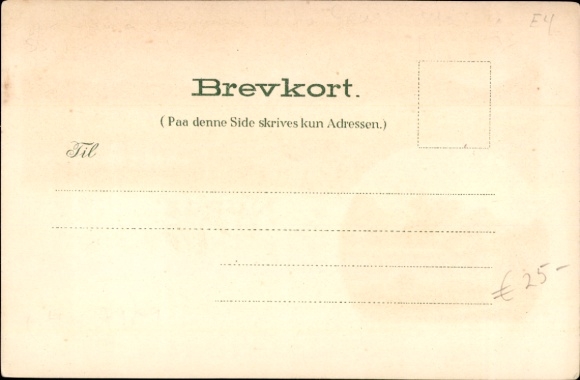 E4
Brevkort.
( Paa denne Side skrives kun Adressen.)
Til
€ 25-